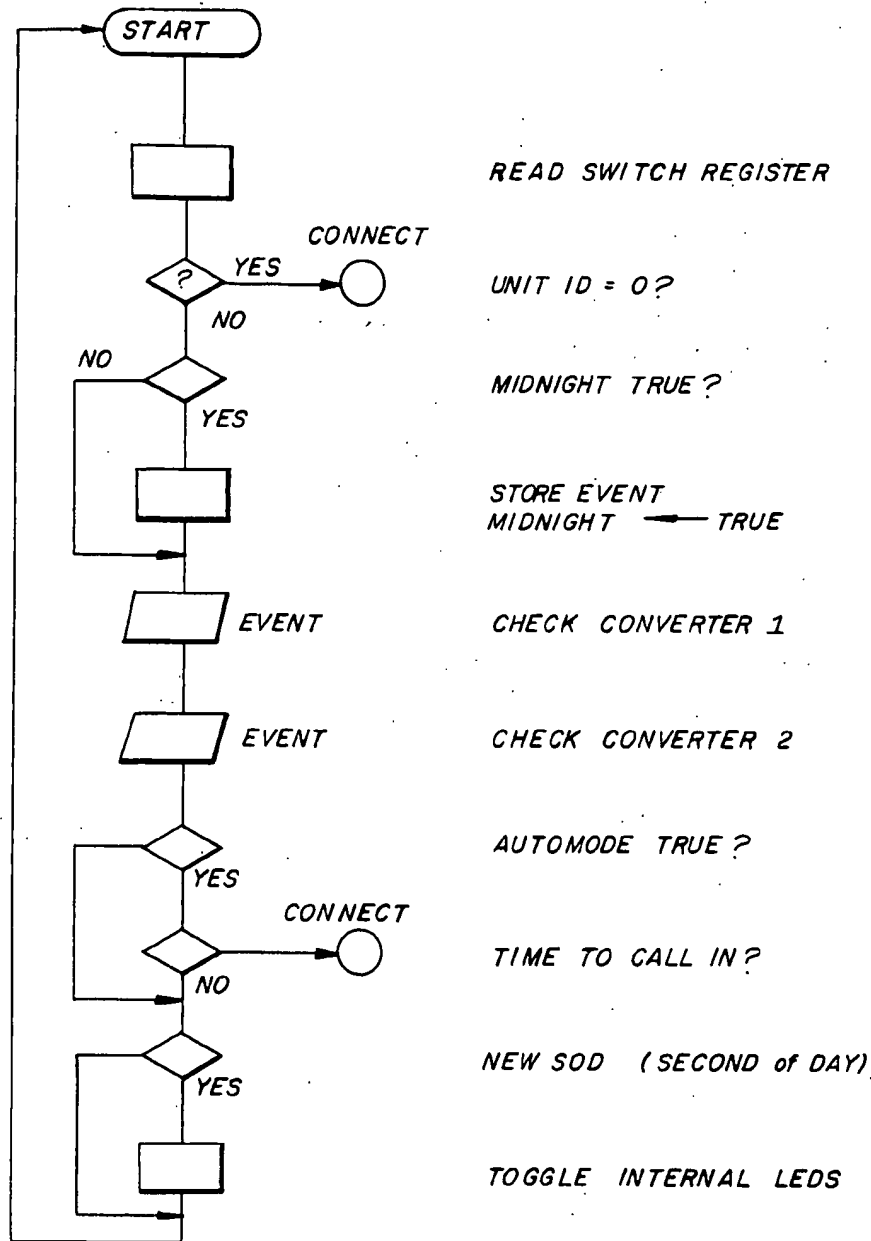 START
READ SWITCH REGISTER
CONNECT
? YES UNIT ID = 0?
NO
NO MIDNIGHT TRUE?
YES
STORE EVENT
MIDNIGHT ← TRUE
EVENT CHECK CONVERTER 1
EVENT CHECK CONVERTER 2
AUTOMODE TRUE?
YES
CONNECT
TIME TO CALL IN?
NO
NEW SOD (SECOND of DAY)
YES
TOGGLE INTERNAL LEDS